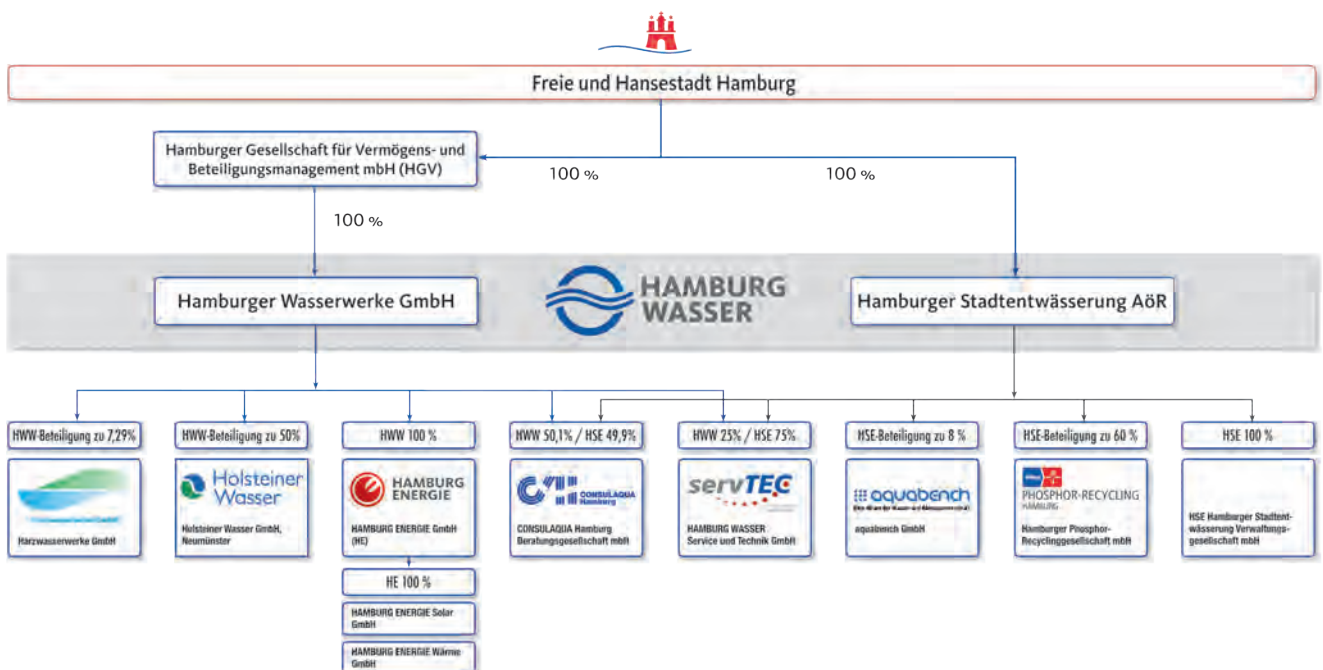 Freie und Hansestadt Hamburg
Hamburger Gesellschaft für Vermögens- und
Beteiligungsmanagement mbH (HGV)
100 %
100 %
100 %
Hamburger Wasserwerke GmbH
HAMBURG
WASSER
Hamburger Stadtentwässerung AöR
HWW-Beteiligung zu 7,29%
HWW-Beteiligung zu 50%
HWW 100 %
HWW 50,1% / HSE 49,9%
HWW 25% / HSE 75%
HSE-Beteiligung zu 8 %
HSE-Beteiligung zu 60 %
HSE 100 %
Harzwasserwerke GmbH
Holsteiner
Wasser
Holsteiner Wasser GmbH,
Neumünster
HAMBURG
ENERGIE
HAMBURG ENERGIE GmbH
(HE)
CONSULAQUA
Hamburg
CONSULAQUA Hamburg
Beratungsgesellschaft mbH
servTEC
HAMBURG WASSER
Service und Technik GmbH
aquabench
aquabench GmbH
PHOSPHOR-RECYCLING
HAMBURG
Hamburger Phosphor-
Recyclinggesellschaft mbH
HSE Hamburger Stadtent-
wässerung Verwaltungs-
gesellschaft mbH
HE 100 %
HAMBURG ENERGIE Solar
GmbH
HAMBURG ENERGIE Wärme
GmbH